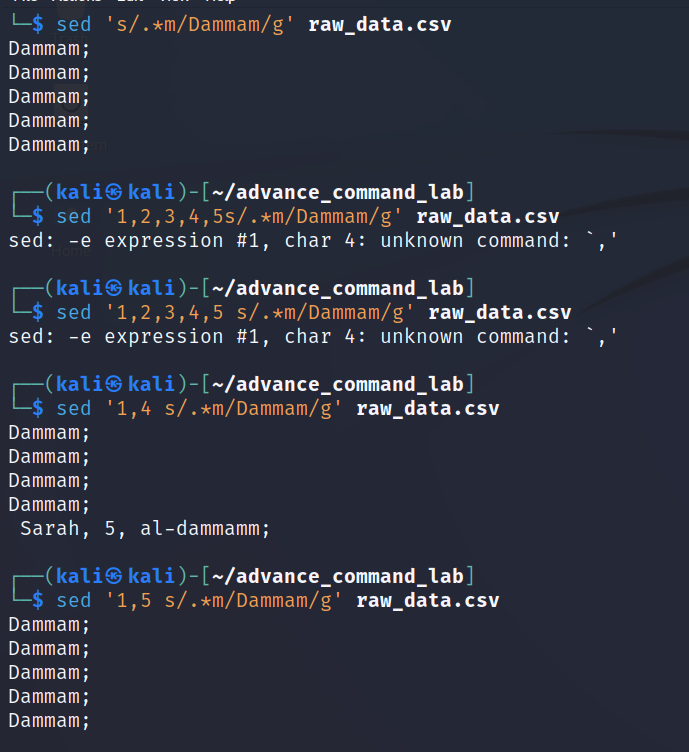 └─$ sed 's/.*m/Dammam/g' raw_data.csv
Dammam;
Dammam;
Dammam;
Dammam;
Dammam;
┌──(kali㉿kali)-[~/advance_command_lab]
└─$ sed '1,2,3,4,5s/.*m/Dammam/g' raw_data.csv
sed: -e expression #1, char 4: unknown command: `,'
┌──(kali㉿kali)-[~/advance_command_lab]
└─$ sed '1,2,3,4,5 s/.*m/Dammam/g' raw_data.csv
sed: -e expression #1, char 4: unknown command: `,'
┌──(kali㉿kali)-[~/advance_command_lab]
└─$ sed '1,4 s/.*m/Dammam/g' raw_data.csv
Dammam;
Dammam;
Dammam;
Dammam;
 Sarah, 5, al-dammamm;
┌──(kali㉿kali)-[~/advance_command_lab]
└─$ sed '1,5 s/.*m/Dammam/g' raw_data.csv
Dammam;
Dammam;
Dammam;
Dammam;
Dammam;